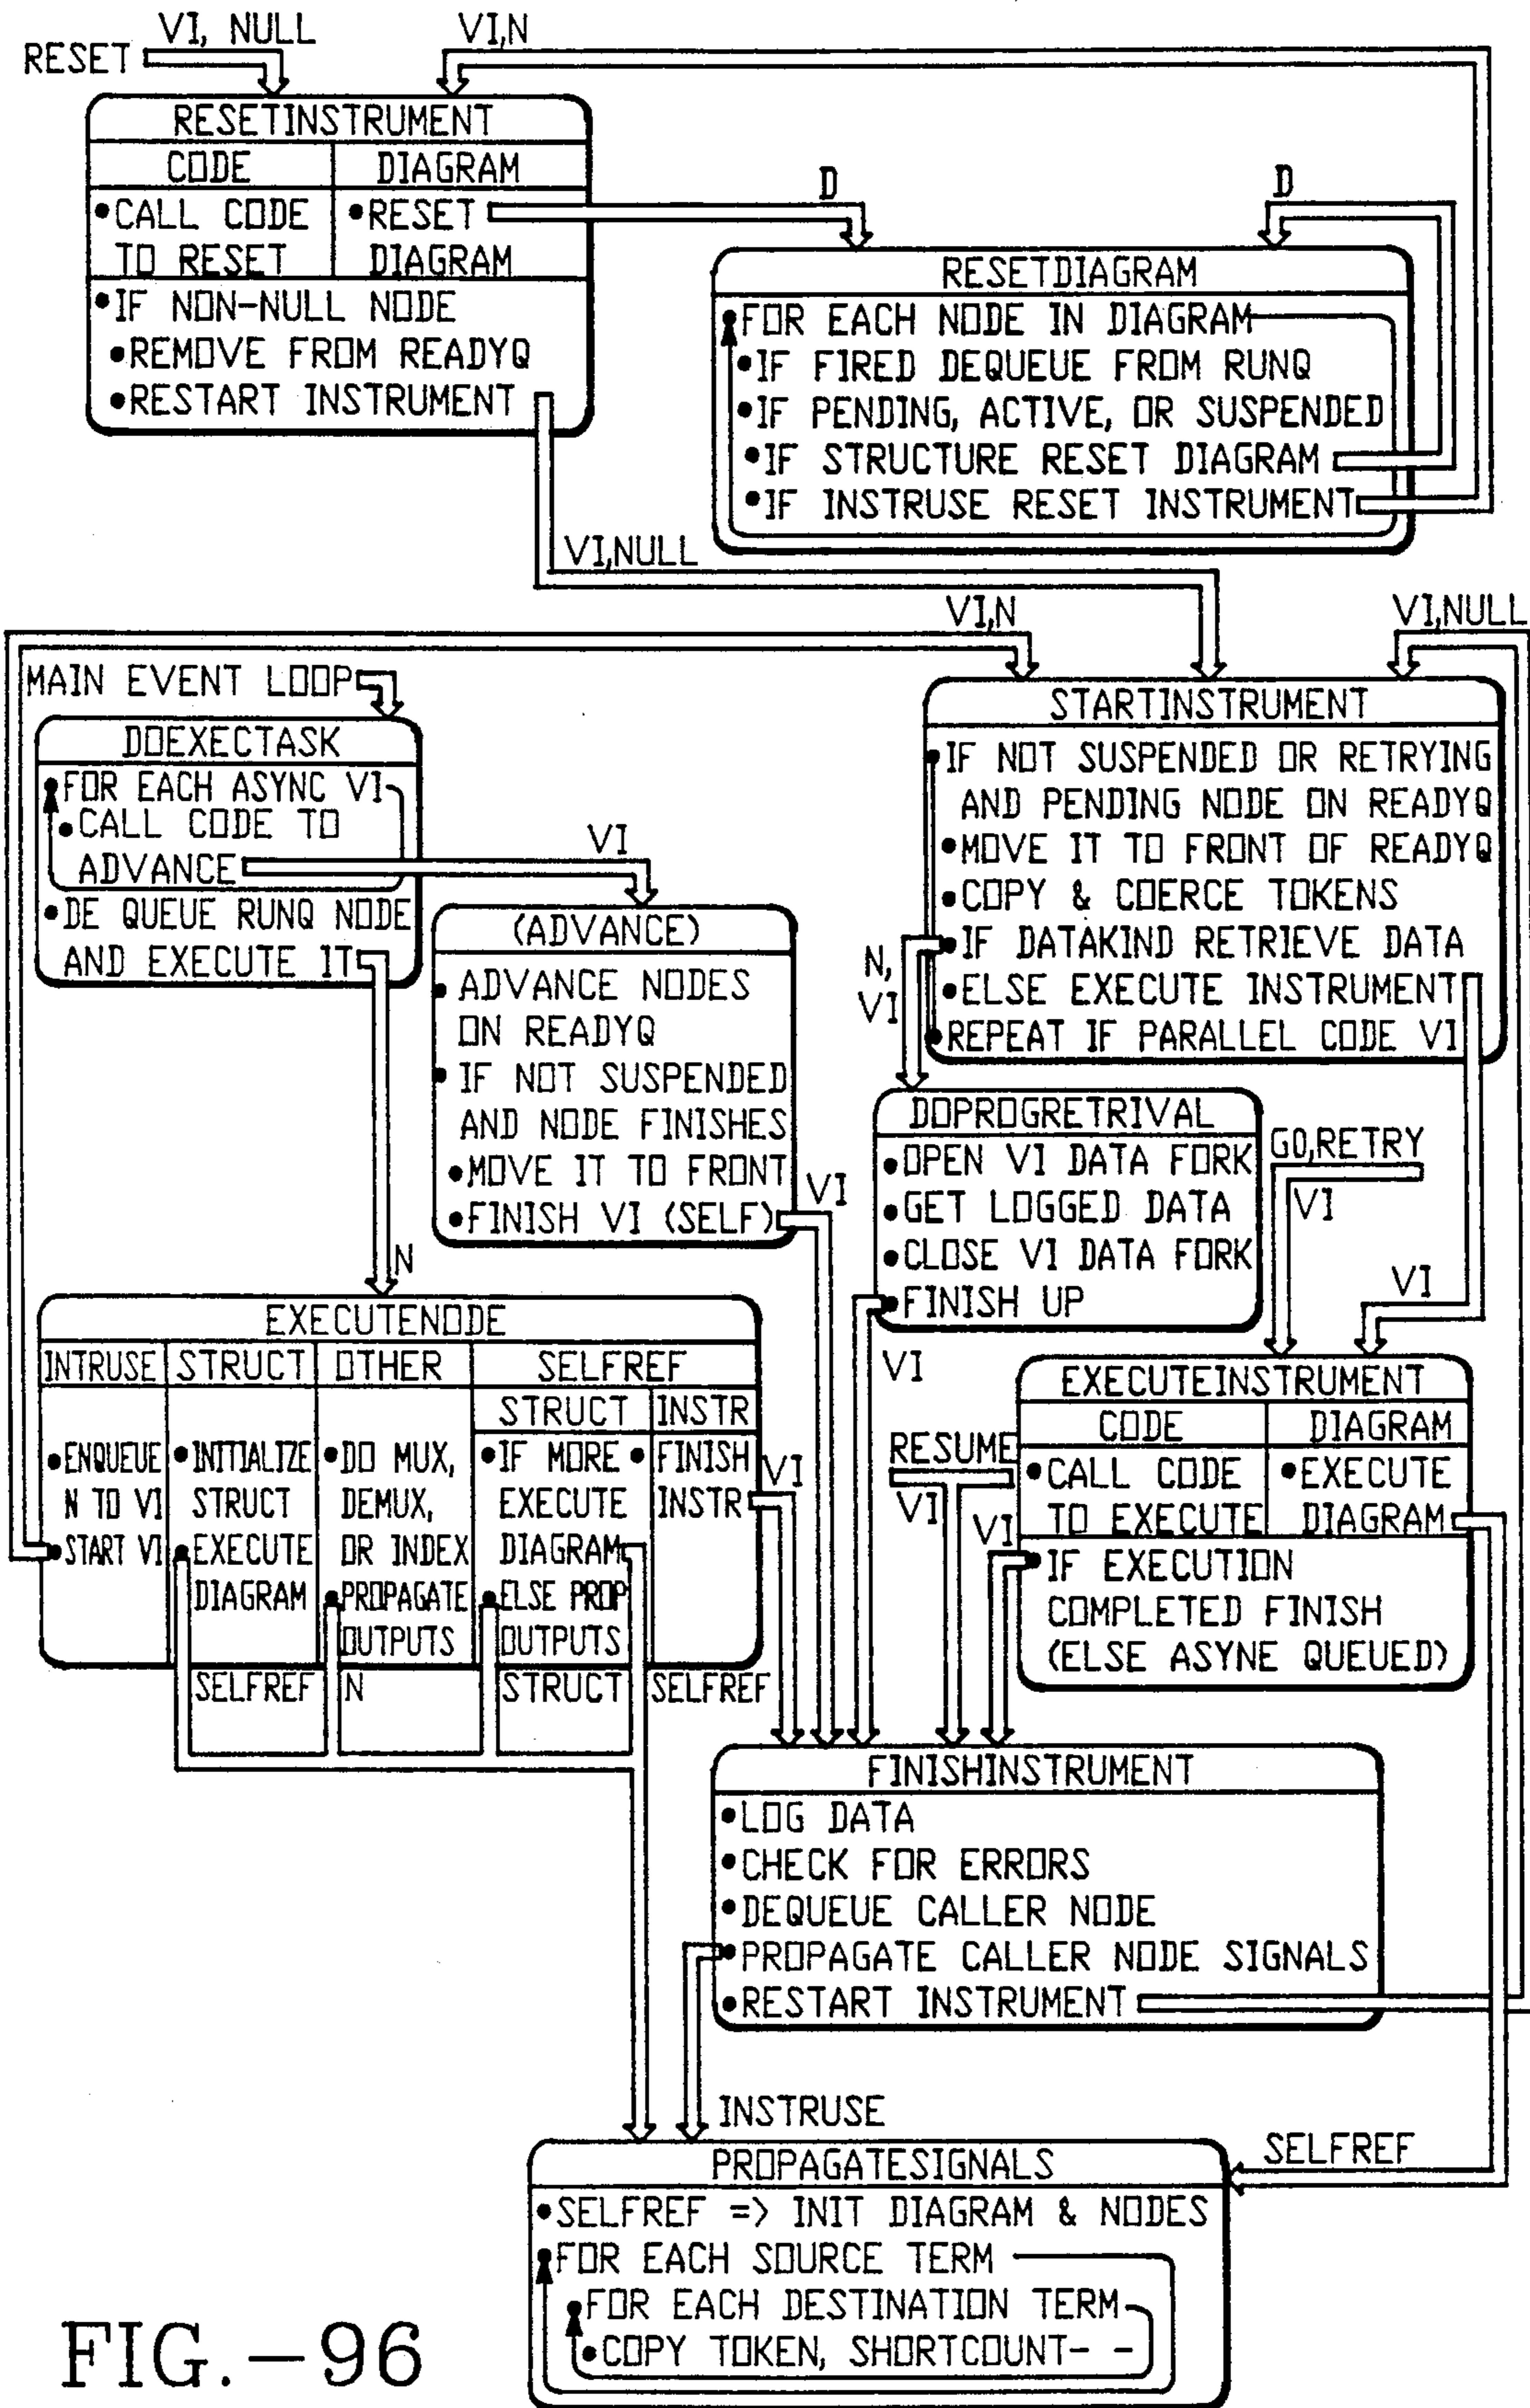 VI, NULL
VI,N
RESET
RESETINSTRUMENT
CODE
DIAGRAM
•CALL CODE
TO RESET
•RESET
DIAGRAM
•IF NON-NULL NODE
•REMOVE FROM READYQ
•RESTART INSTRUMENT
D
D
RESETDIAGRAM
•FOR EACH NODE IN DIAGRAM
•IF FIRED DEQUEUE FROM RUNQ
•IF PENDING, ACTIVE, OR SUSPENDED
•IF STRUCTURE RESET DIAGRAM
•IF INSTRUSE RESET INSTRUMENT
VI,NULL
VI,N
VI,NULL
MAIN EVENT LOOP
DOEXECTASK
•FOR EACH ASYNC VI
•CALL CODE TO
ADVANCE
•DE QUEUE RUNQ NODE
AND EXECUTE IT
VI
STARTINSTRUMENT
•IF NOT SUSPENDED OR RETRYING
AND PENDING NODE ON READYQ
•MOVE IT TO FRONT OF READYQ
•COPY & COERCE TOKENS
•IF DATAKIND RETRIEVE DATA
•ELSE EXECUTE INSTRUMENT
•REPEAT IF PARALLEL CODE VI
(ADVANCE)
•ADVANCE NODES
ON READYQ
•IF NOT SUSPENDED
AND NODE FINISHES
•MOVE IT TO FRONT
•FINISH VI (SELF)
VI
N,
VI
DOPROGRETRIVAL
•OPEN VI DATA FORK
•GET LOGGED DATA
•CLOSE VI DATA FORK
•FINISH UP
GO,RETRY
VI
VI
VI
N
EXECUTENODE
INTRUSE
STRUCT
OTHER
SELFREF
STRUCT
INSTR
•ENQUEUE
N TO VI
•START VI
•INITIALIZE
STRUCT
•EXECUTE
DIAGRAM
•DO MUX,
DEMUX,
OR INDEX
•PROPAGATE
OUTPUTS
•IF MORE
EXECUTE
DIAGRAM
•ELSE PROP
OUTPUTS
•FINISH
INSTR
VI
SELFREF
N
STRUCT
SELFREF
RESUME
VI
VI
EXECUTEINSTRUMENT
CODE
DIAGRAM
•CALL CODE
TO EXECUTE
•EXECUTE
DIAGRAM
•IF EXECUTION
COMPLETED FINISH
(ELSE ASYNE QUEUED)
FINISHINSTRUMENT
•LOG DATA
•CHECK FOR ERRORS
•DEQUEUE CALLER NODE
•PROPAGATE CALLER NODE SIGNALS
•RESTART INSTRUMENT
INSTRUSE
SELFREF
PROPAGATESIGNALS
•SELFREF => INIT DIAGRAM & NODES
•FOR EACH SOURCE TERM
•FOR EACH DESTINATION TERM
•COPY TOKEN, SHORTCOUNT- -
FIG.-96